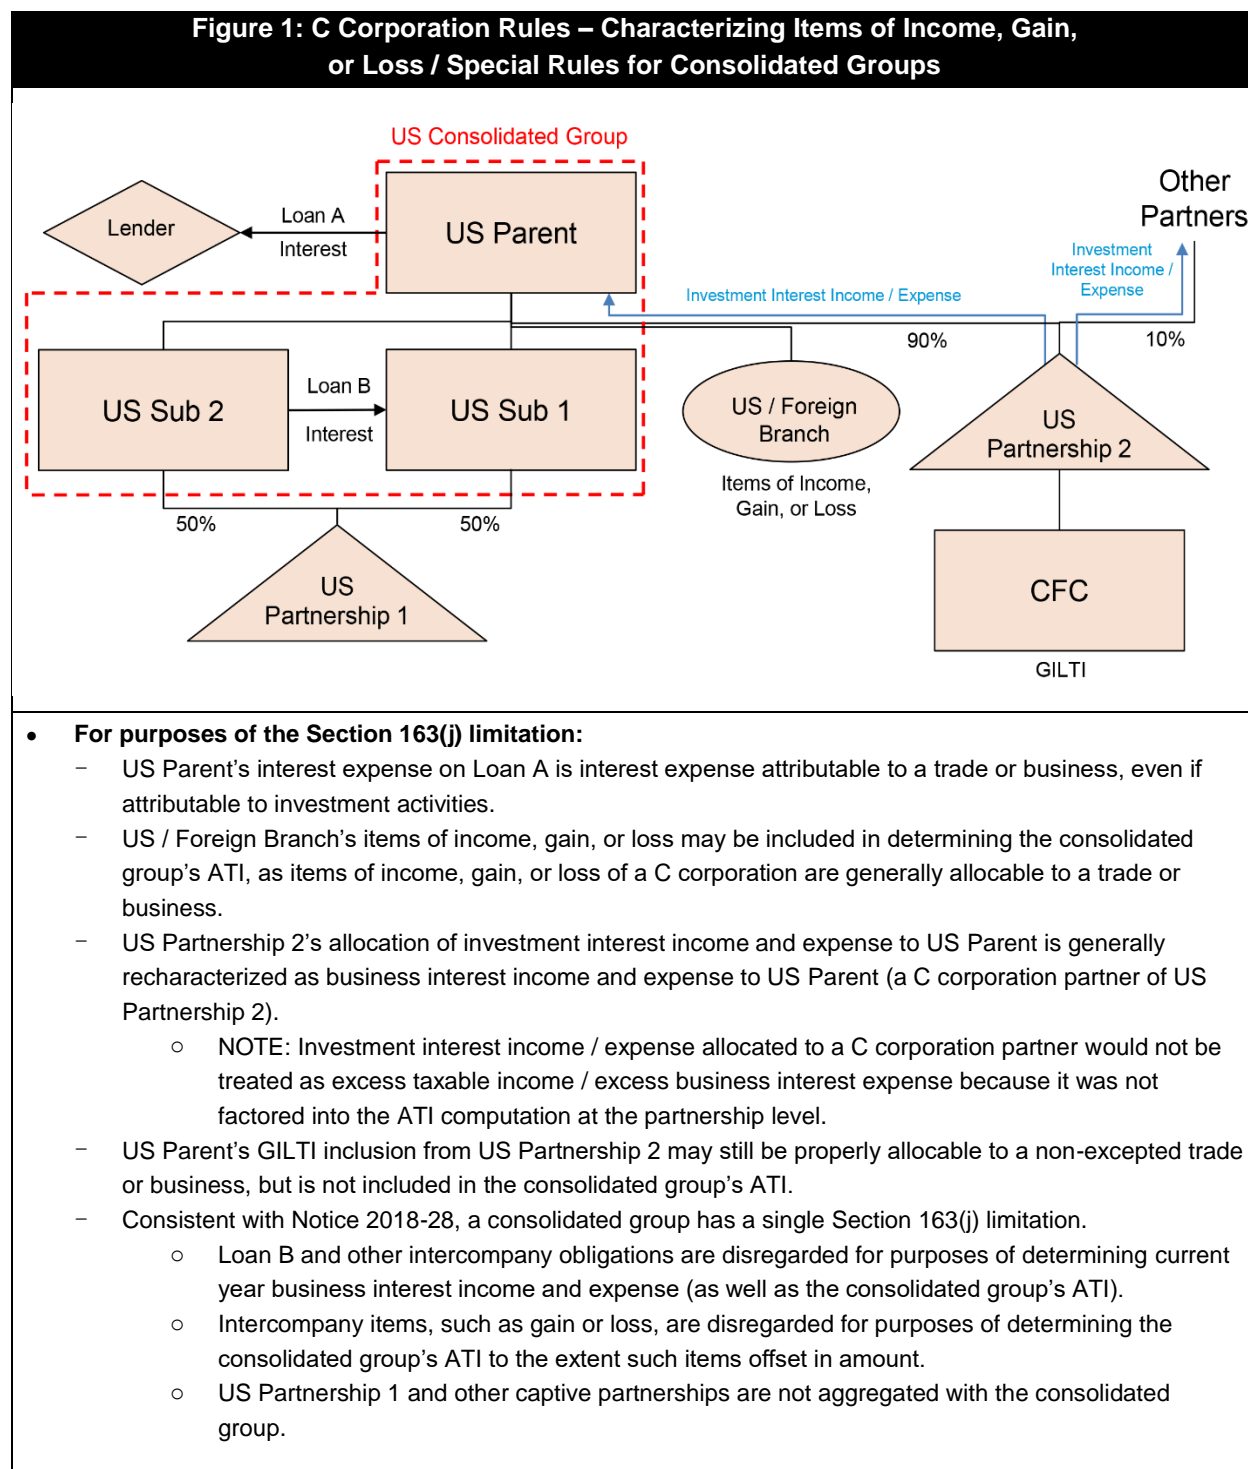 Figure 1: C Corporation Rules – Characterizing Items of Income, Gain,
or Loss / Special Rules for Consolidated Groups
US Consolidated Group
Lender
Loan A
Interest
US Parent
Other
Partners
Investment
Interest Income /
Expense
Investment Interest Income / Expense
90%
10%
US Sub 2
Loan B
Interest
US Sub 1
US / Foreign
Branch
Items of Income,
Gain, or Loss
US
Partnership 2
50%
50%
US
Partnership 1
CFC
GILTI
• For purposes of the Section 163(j) limitation:
− US Parent’s interest expense on Loan A is interest expense attributable to a trade or business, even if
attributable to investment activities.
− US / Foreign Branch’s items of income, gain, or loss may be included in determining the consolidated
group’s ATI, as items of income, gain, or loss of a C corporation are generally allocable to a trade or
business.
− US Partnership 2’s allocation of investment interest income and expense to US Parent is generally
recharacterized as business interest income and expense to US Parent (a C corporation partner of US
Partnership 2).
○ NOTE: Investment interest income / expense allocated to a C corporation partner would not be
treated as excess taxable income / excess business interest expense because it was not
factored into the ATI computation at the partnership level.
− US Parent’s GILTI inclusion from US Partnership 2 may still be properly allocable to a non-excepted trade
or business, but is not included in the consolidated group’s ATI.
− Consistent with Notice 2018-28, a consolidated group has a single Section 163(j) limitation.
○ Loan B and other intercompany obligations are disregarded for purposes of determining current
year business interest income and expense (as well as the consolidated group’s ATI).
○ Intercompany items, such as gain or loss, are disregarded for purposes of determining the
consolidated group’s ATI to the extent such items offset in amount.
○ US Partnership 1 and other captive partnerships are not aggregated with the consolidated
group.